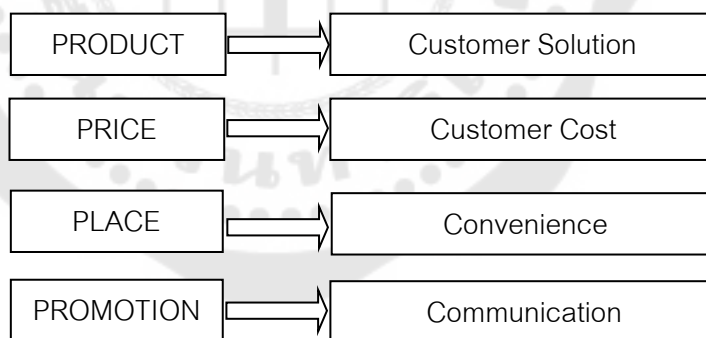 PRODUCT Customer Solution
PRICE Customer Cost
PLACE Convenience
PROMOTION Communication